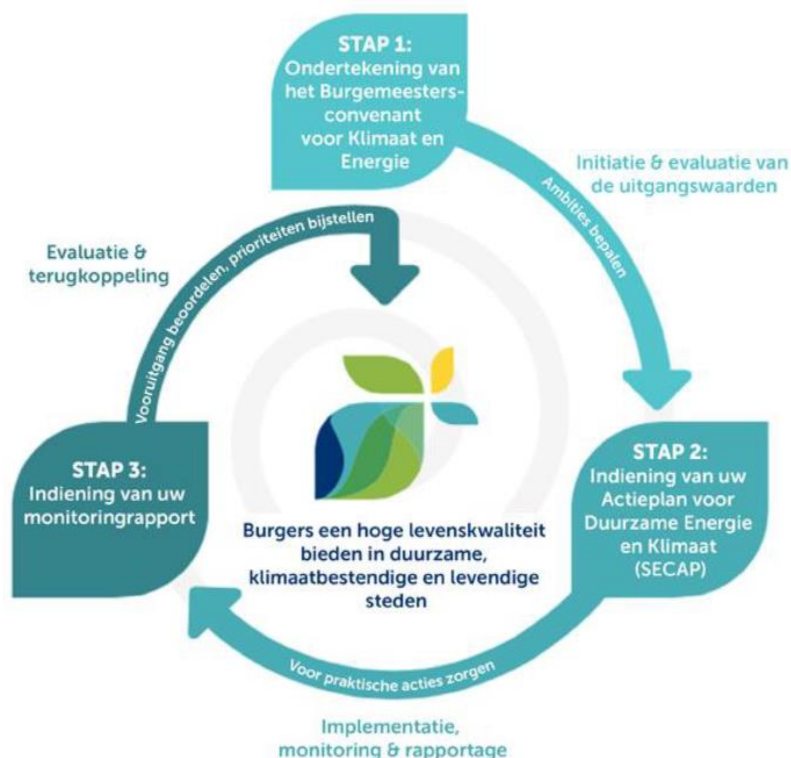 STAP 1:
Ondertekening van
het Burgemeesters-
convenant
voor Klimaat en
Energie
Ambities bepalen
Initiatie & evaluatie van
de uitgangswaarden
STAP 2:
Indiening van uw
Actieplan voor
Duurzame Energie
en Klimaat
(SECAP)
Voor praktische acties zorgen
Implementatie,
monitoring & rapportage
STAP 3:
Indiening van uw
monitoringrapport
Vooruitgang beoordelen, prioriteiten bijstellen
Evaluatie &
terugkoppeling
Burgers een hoge levenskwaliteit
bieden in duurzame,
klimaatbestendige en levendige
steden